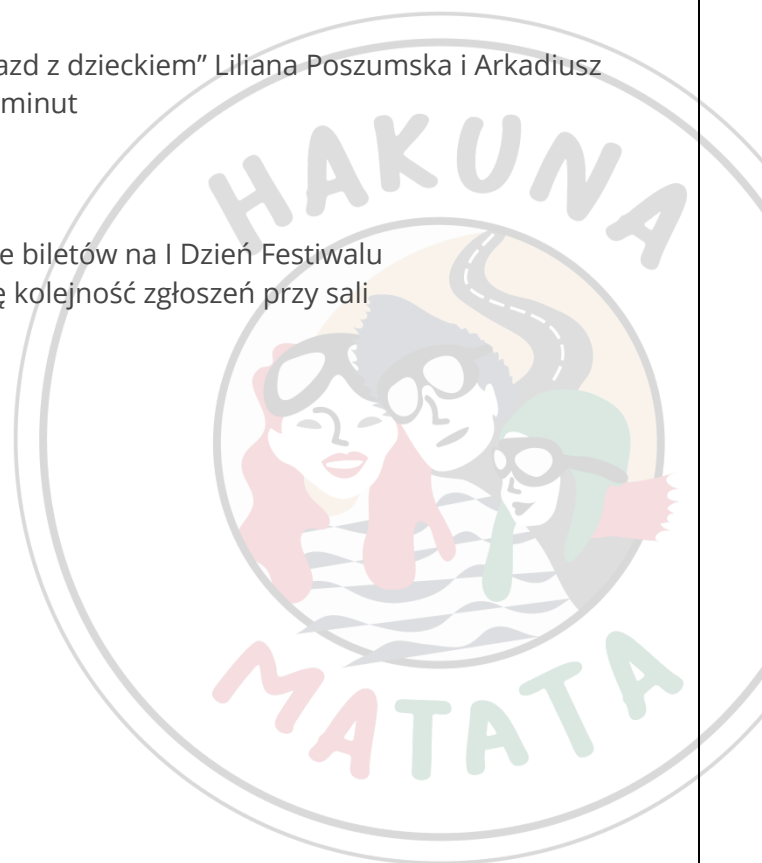 azd z dzieckiem” Liliana Poszumska i Arkadiusz
minut
HAKUNA
e biletów na I Dzień Festiwalu
ę kolejność zgłoszeń przy sali
MATATA